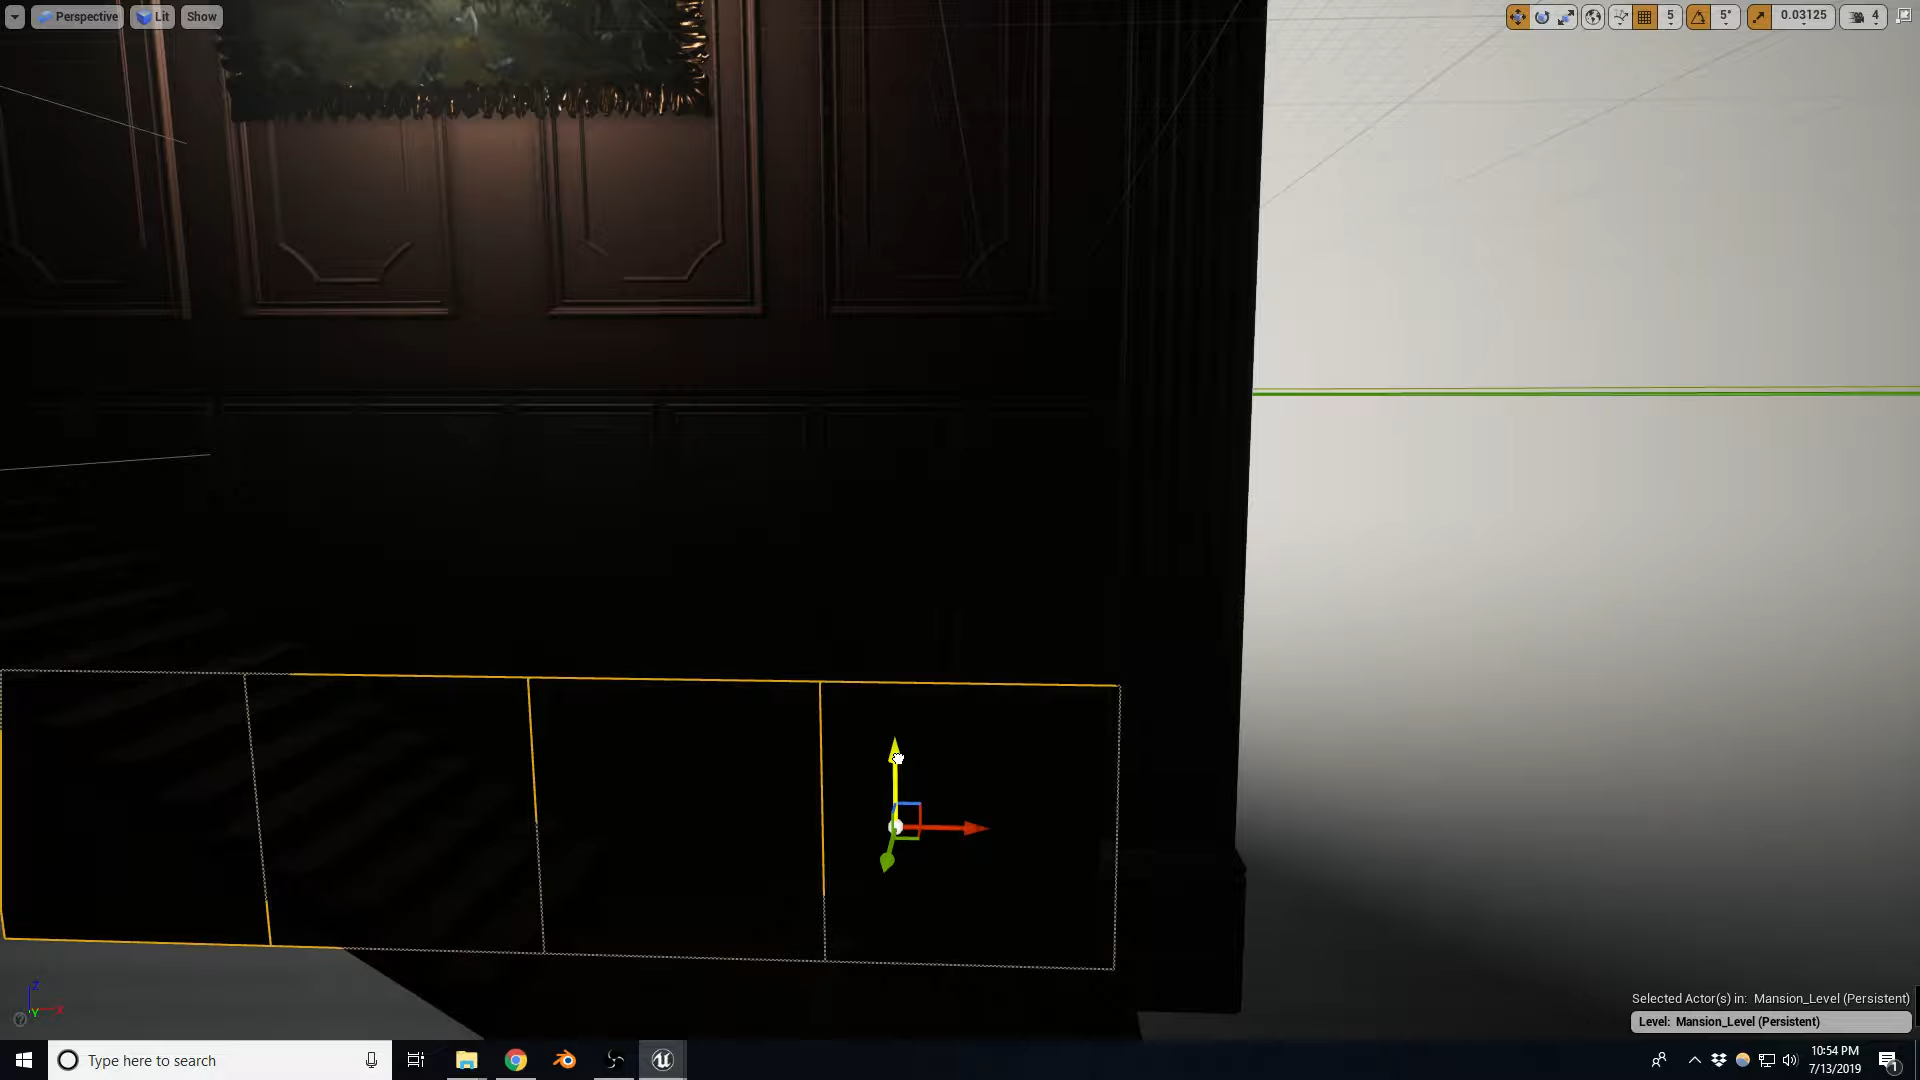 Perspective Lit Show 5 5° 0.03125 4
Z
X
Y
Selected Actor(s) in: Mansion_Level (Persistent)
Level: Mansion_Level (Persistent)
Type here to search
10:54 PM
7/13/2019
1